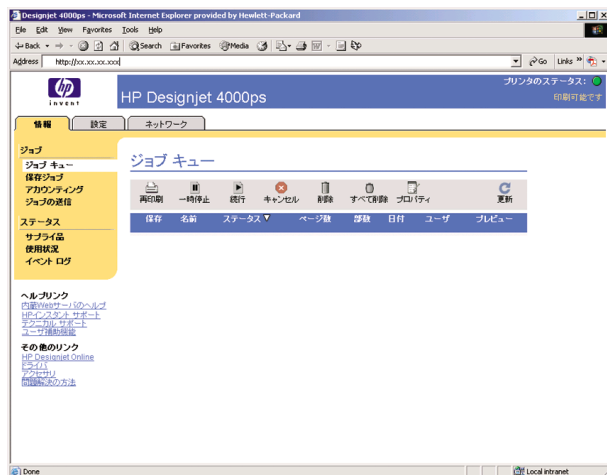 Designjet 4000ps - Microsoft Internet Explorer provided by Hewlett-Packard
File Edit View Favorites Tools Help
Back Search Favorites Media
Address http://xx.xx.xx.xxx Go Links
hp
invent
HP Designjet 4000ps
プリンタのステータス:
印刷可能です
情報 設定 ネットワーク
ジョブ
ジョブ キュー
保存ジョブ
アカウンティング
ジョブの送信
ステータス
サプライ品
使用状況
イベント ログ
ヘルプリンク
内蔵Webサーバのヘルプ
HPインスタント サポート
テクニカル サポート
ユーザ補助機能
その他のリンク
HP Designjet Online
ドライバ
アクセサリ
問題解決の方法
ジョブ キュー
再印刷 一時停止 続行 キャンセル 削除 すべて削除 プロパティ 更新
保存 名前 ステータス ページ数 部数 日付 ユーザ プレビュー
Done Local intranet